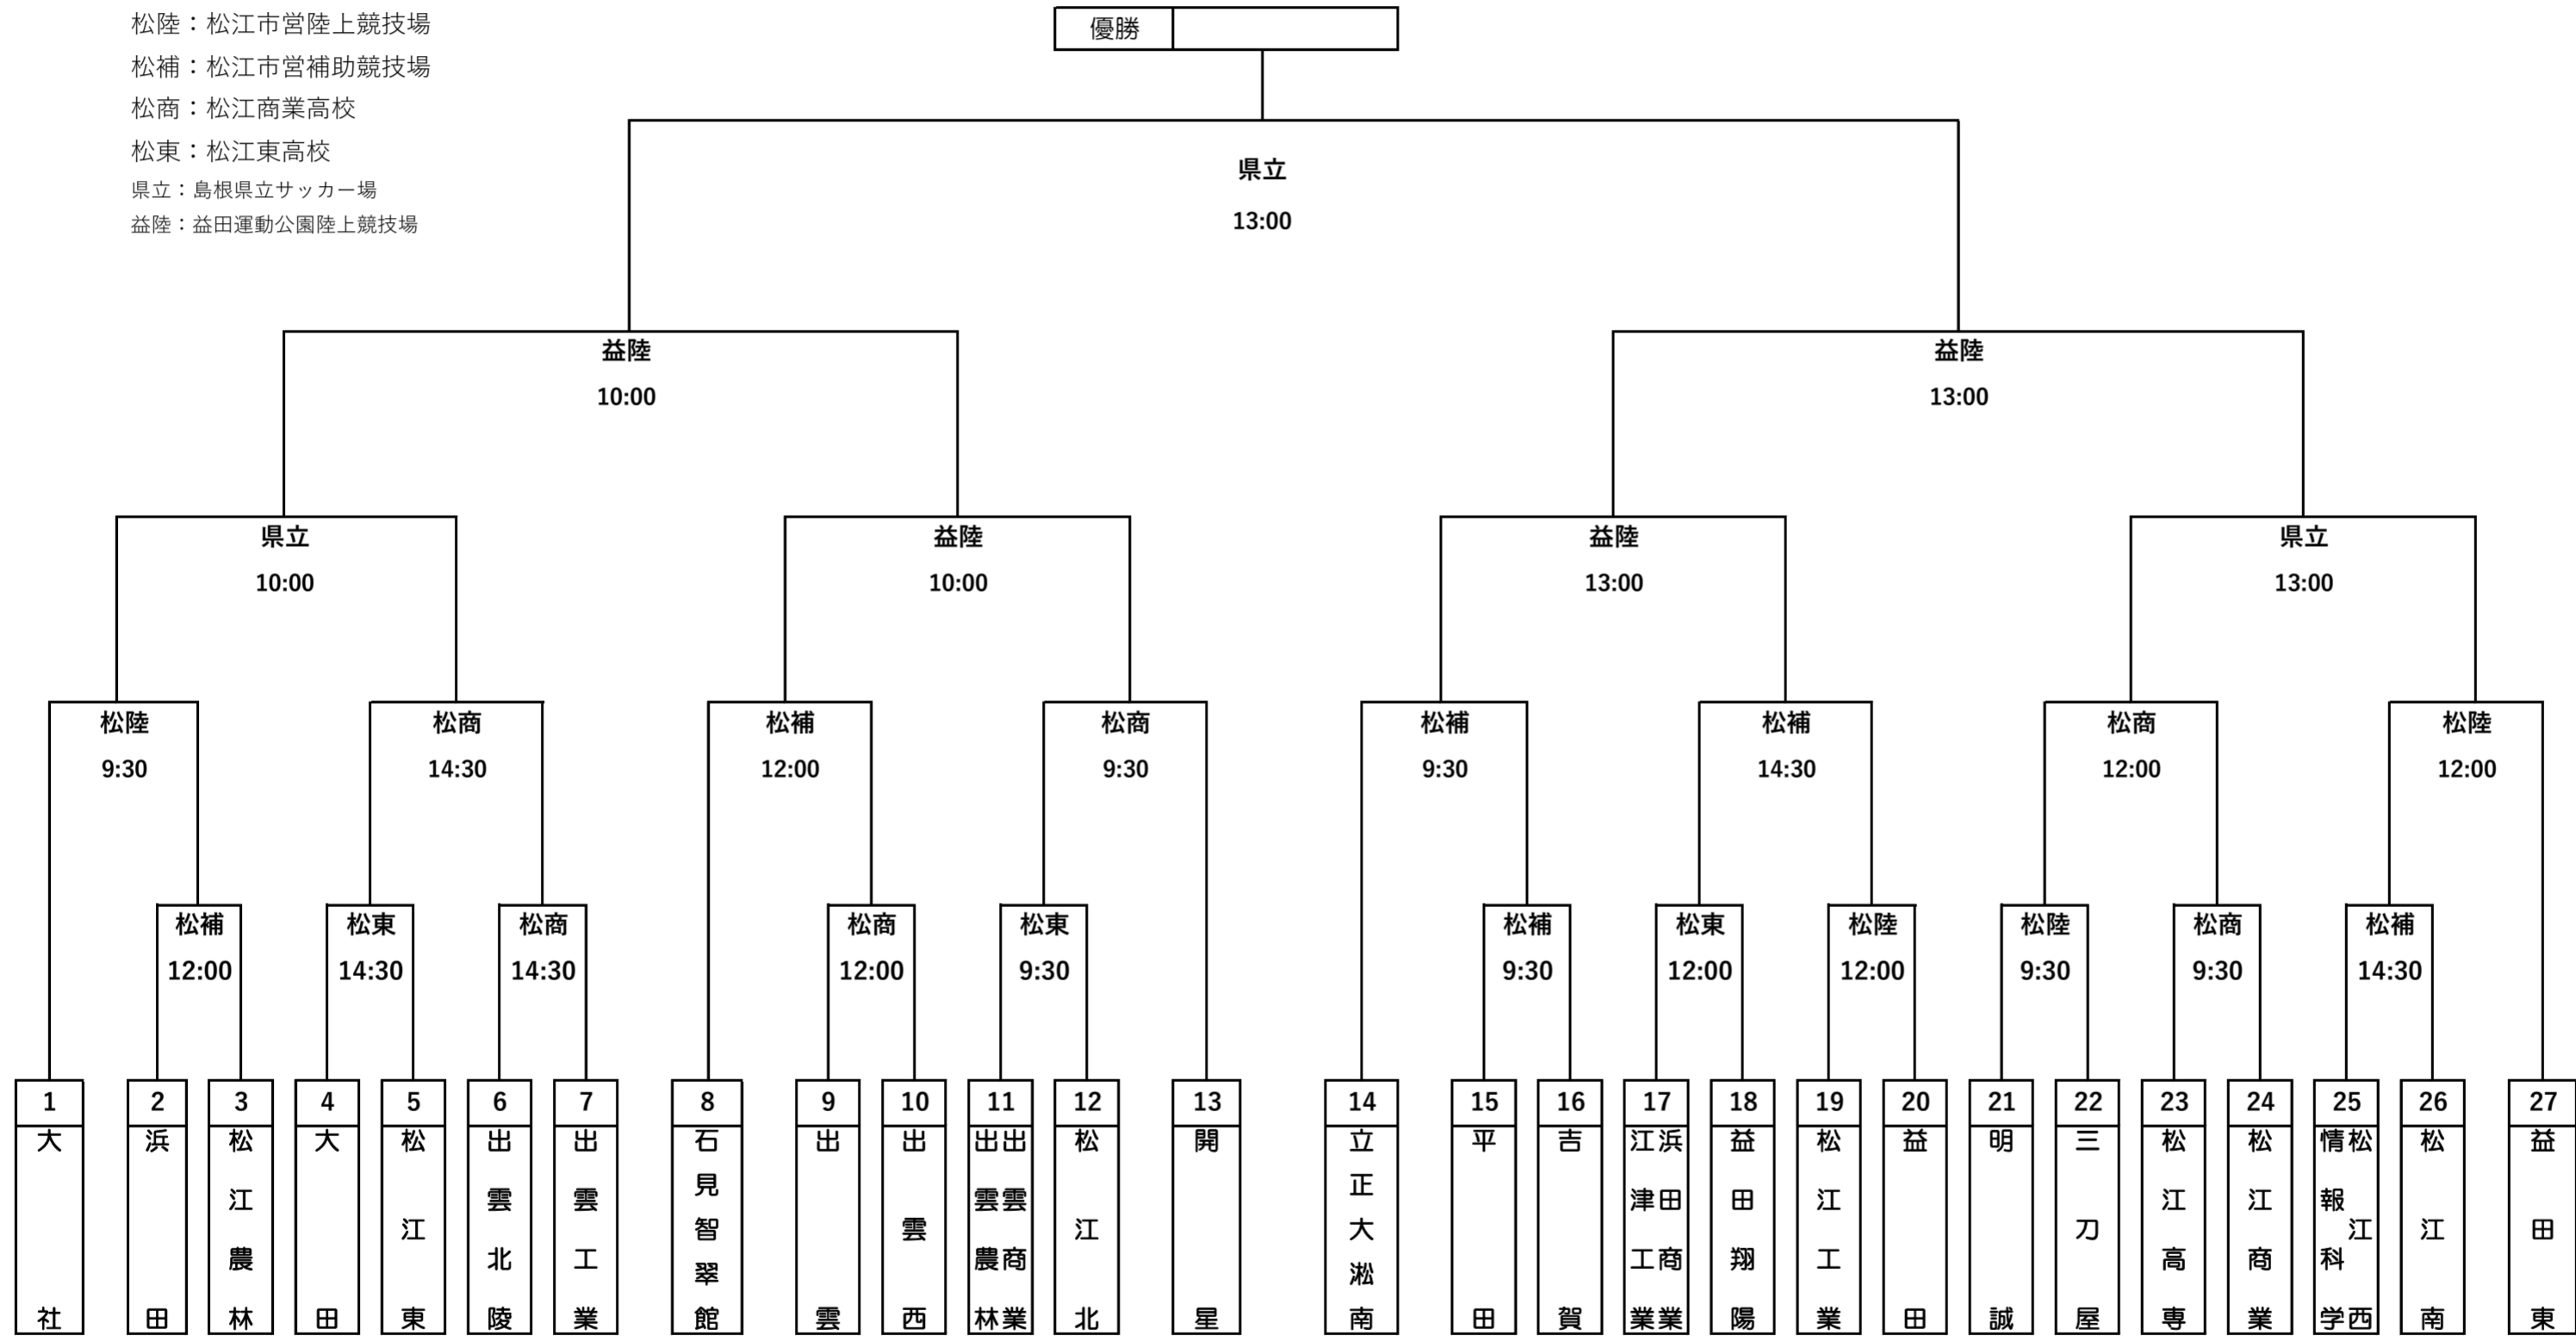 松陸：松江市営陸上競技場
松補：松江市営補助競技場
松商：松江商業高校
松東：松江東高校
県立：島根県立サッカー場
益陸：益田運動公園陸上競技場
優勝
県立
13:00
益陸
10:00
益陸
13:00
県立
10:00
益陸
10:00
益陸
13:00
県立
13:00
松陸
9:30
松商
14:30
松補
12:00
松商
9:30
松補
9:30
松補
14:30
松商
12:00
松陸
12:00
松補
12:00
松東
14:30
松商
14:30
松商
12:00
松東
9:30
松補
9:30
松東
12:00
松陸
12:00
松陸
9:30
松商
9:30
松補
14:30
1
大社
2
浜田
3
松江農林
4
大田
5
松江東
6
出雲北陵
7
出雲工業
8
石見智翠館
9
出雲
10
出雲西
11
出雲商業
出雲農林
12
松江北
13
開星
14
立正大淞南
15
平田
16
吉賀
17
浜田商業
江津工業
18
益田翔陽
19
松江工業
20
益田
21
明誠
22
三刀屋
23
松江高専
24
松江商業
25
松江西
情報科学
26
松江南
27
益田東